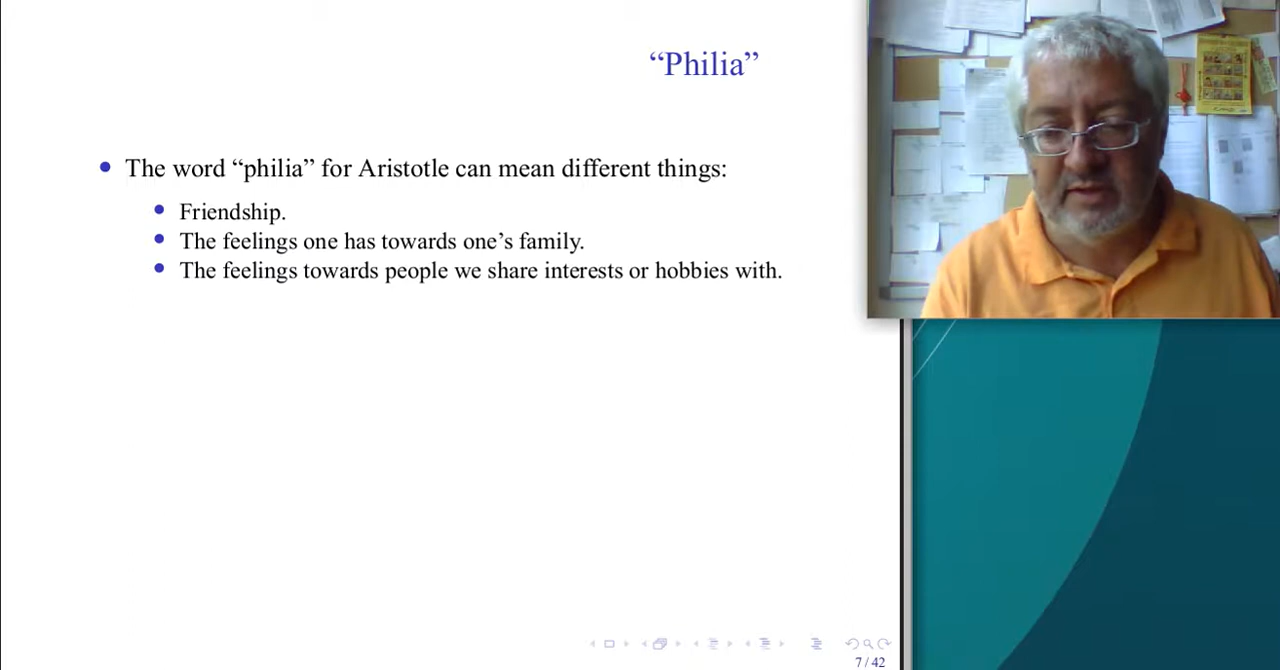 “Philia”
• The word “philia” for Aristotle can mean different things:
• Friendship.
• The feelings one has towards one’s family.
• The feelings towards people we share interests or hobbies with.
7 / 42